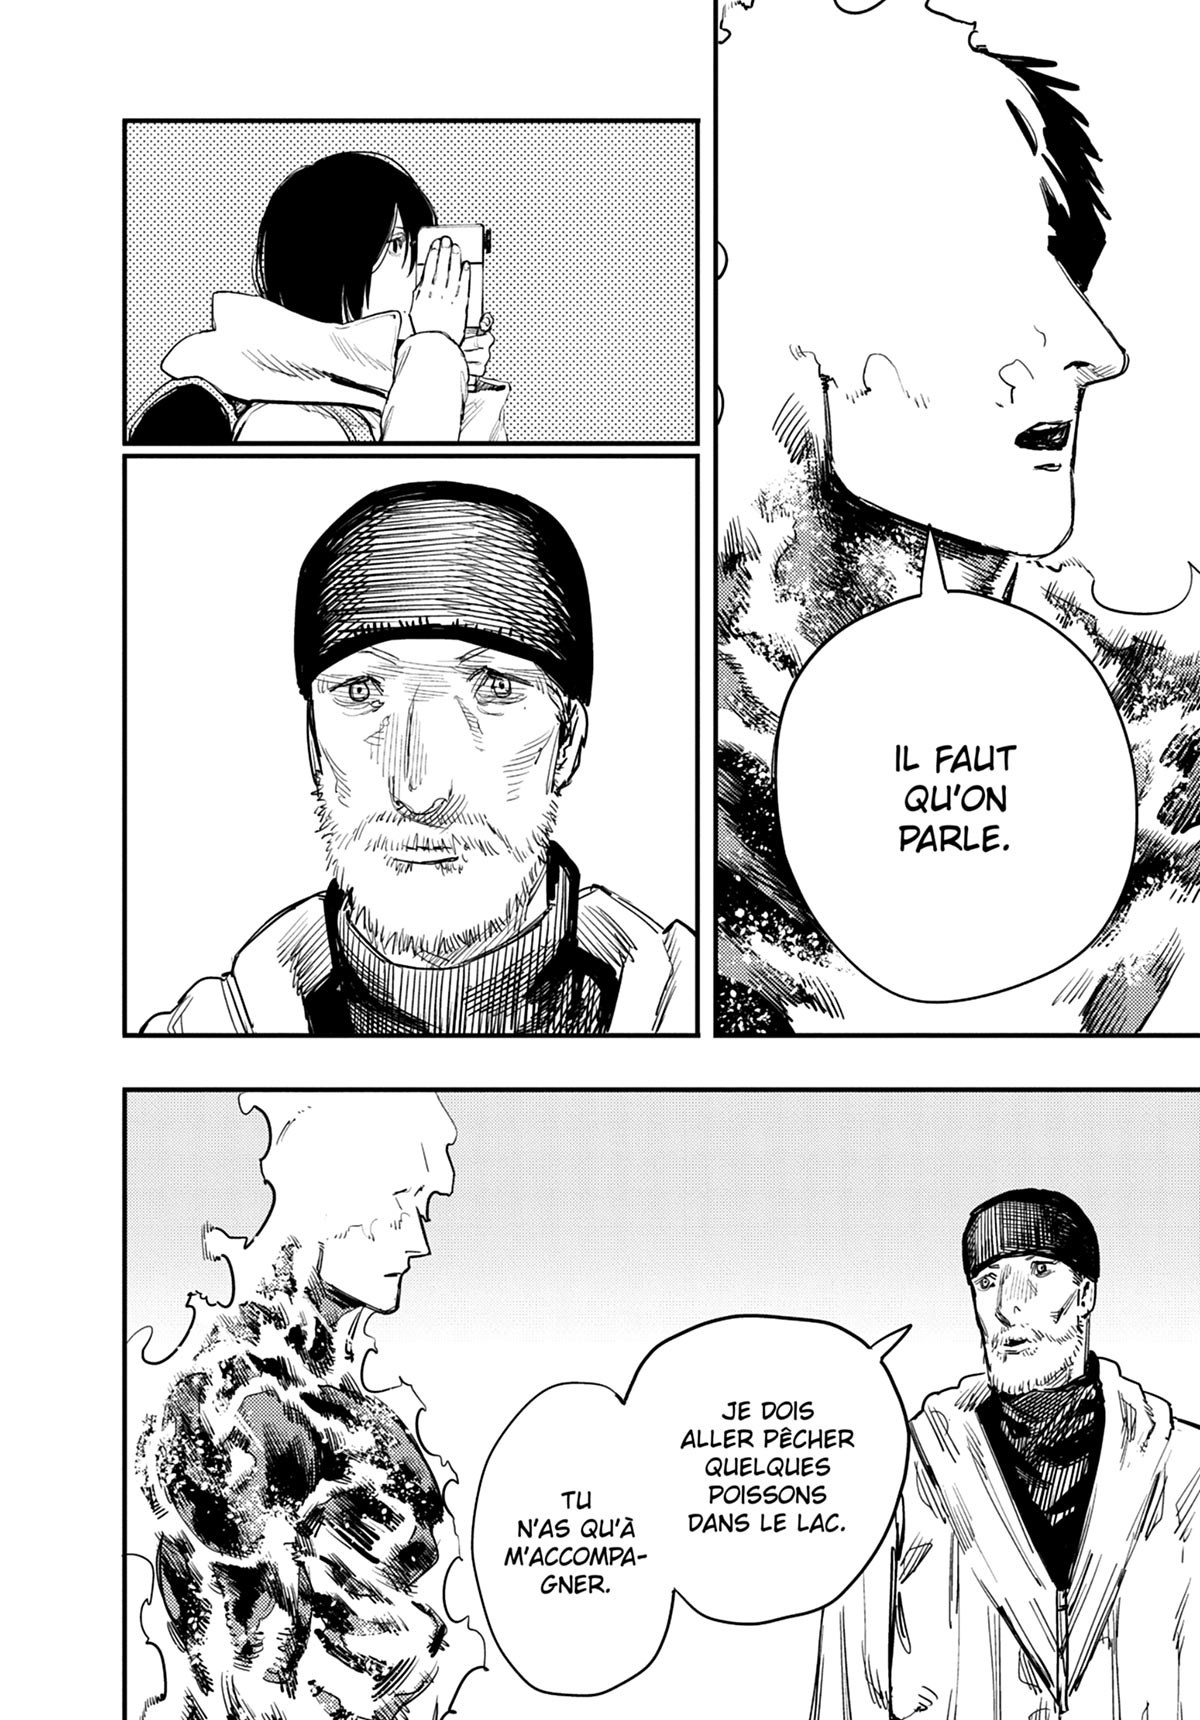 IL FAUT
QU'ON
PARLE.
JE DOIS
ALLER PÊCHER
QUELQUES
POISSONS
DANS LE LAC.
TU
N'AS QU'À
M'ACCOMPA-
GNER.